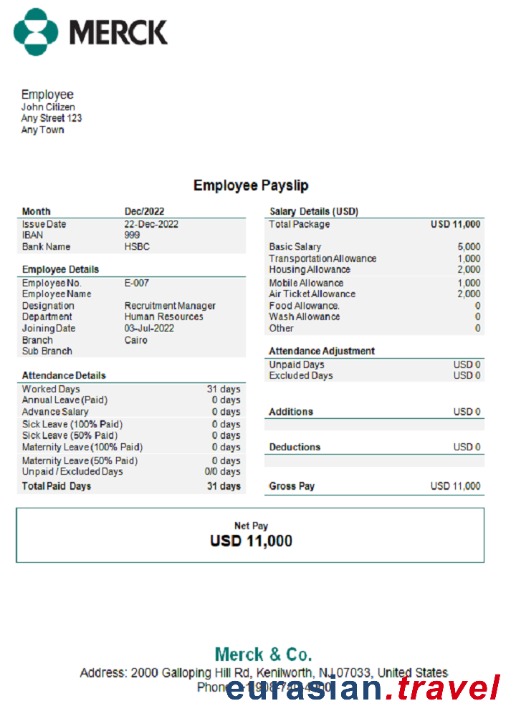 MERCK
Employee
John Citizen
Any Street 123
Any Town
Employee Payslip
Month Dec/2022
Issue Date 22-Dec-2022
IBAN 999
Bank Name HSBC
Employee Details
Employee No. E-007
Employee Name
Designation Recruitment Manager
Department Human Resources
Joining Date 03-Jul-2022
Branch Cairo
Sub Branch
Attendance Details
Worked Days 31 days
Annual Leave (Paid) 0 days
Advance Salary 0 days
Sick Leave (100% Paid) 0 days
Sick Leave (50% Paid) 0 days
Maternity Leave (100% Paid) 0 days
Maternity Leave (50% Paid) 0 days
Unpaid / Excluded Days 0/0 days
Total Paid Days 31 days
Salary Details (USD)
Total Package USD 11,000
Basic Salary 5,000
Transportation Allowance 1,000
Housing Allowance 2,000
Mobile Allowance 1,000
Air Ticket Allowance 2,000
Food Allowance. 0
Wash Allowance 0
Other 0
Attendance Adjustment
Unpaid Days USD 0
Excluded Days USD 0
Additions USD 0
Deductions USD 0
Gross Pay USD 11,000
Net Pay
USD 11,000
Merck & Co.
Address: 2000 Galloping Hill Rd, Kenilworth, NJ 07033, United States
Phone
eurasian.travel